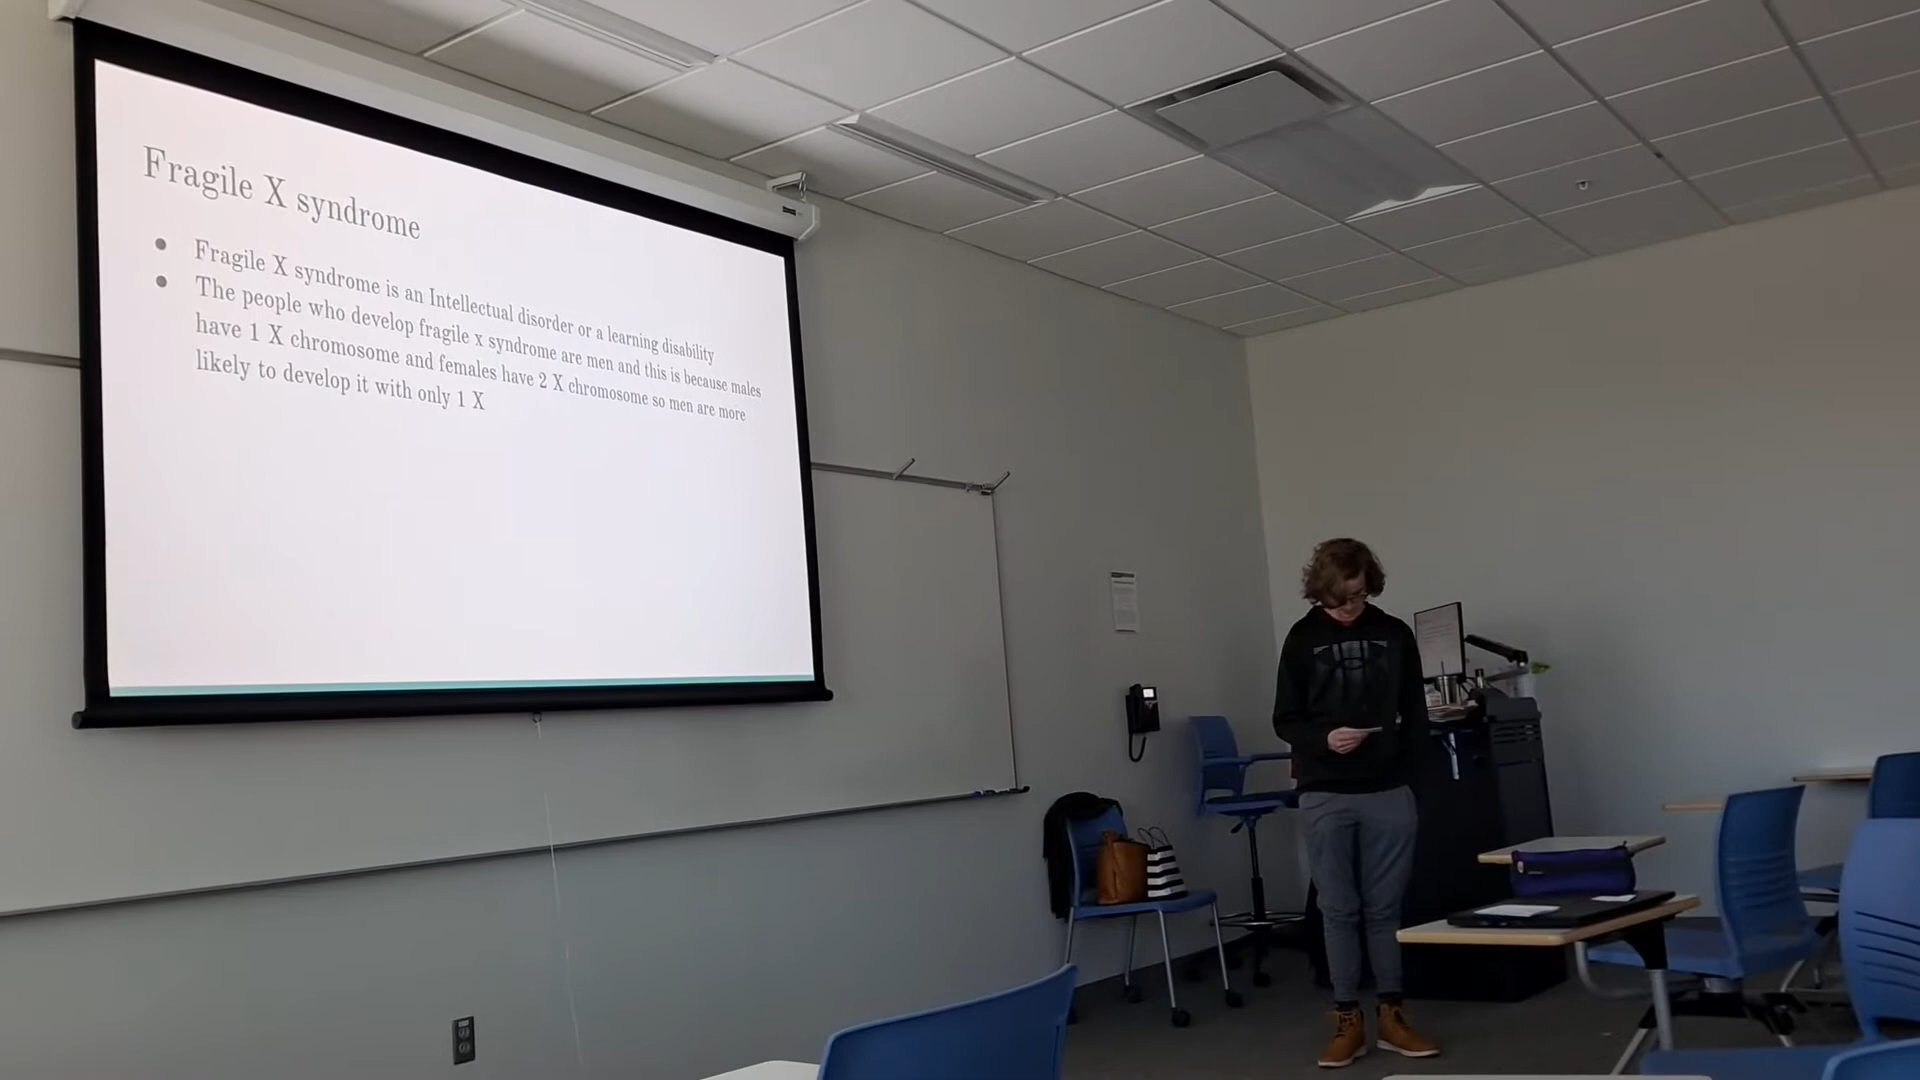 Fragile X syndrome
● Fragile X syndrome is an Intellectual disorder or a learning disability
● The people who develop fragile x syndrome are men and this is because males
have 1 X chromosome and females have 2 X chromosome so men are more
likely to develop it with only 1 X